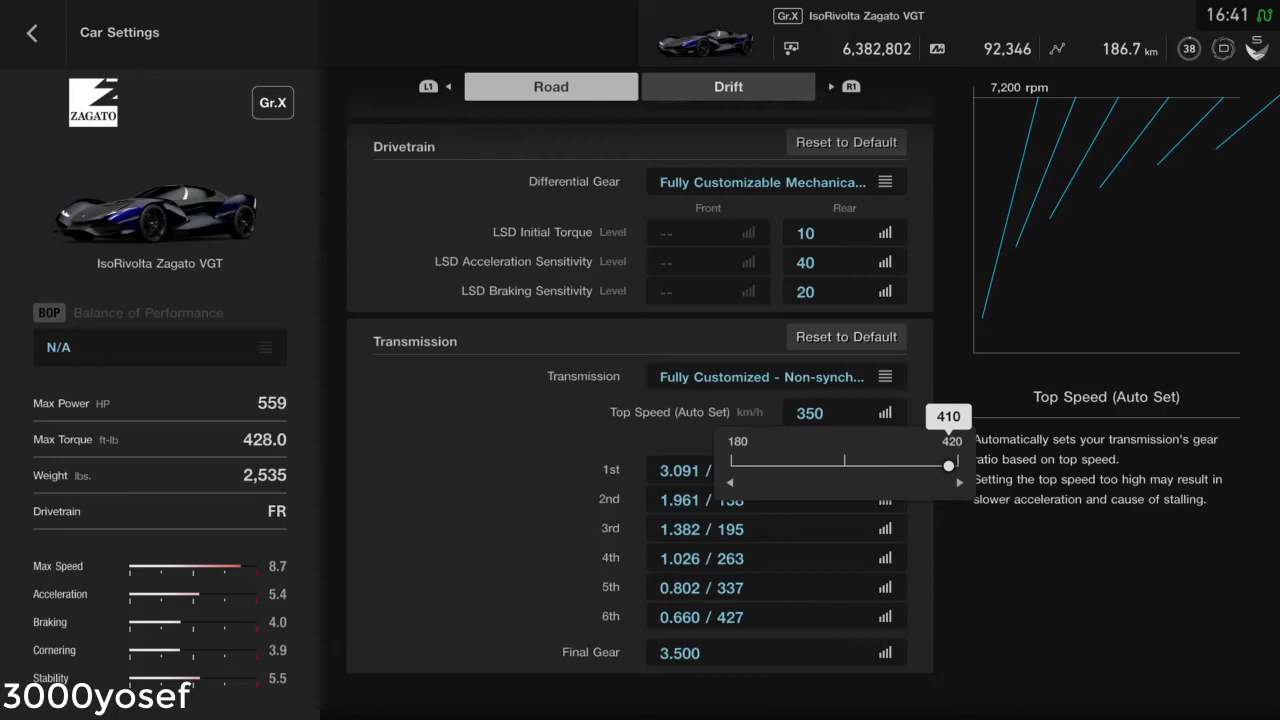 Car Settings
Gr.X IsoRivolta Zagato VGT
6,382,802 92,346 186.7 km 38 S
16:41
ZAGATO
Gr.X
IsoRivolta Zagato VGT
BOP Balance of Performance
N/A
Max Power HP 559
Max Torque ft-lb 428.0
Weight lbs. 2,535
Drivetrain FR
Max Speed 8.7
Acceleration 5.4
Braking 4.0
Cornering 3.9
Stability 5.5
3000yosef
L1 Road Drift R1
Drivetrain Reset to Default
Differential Gear Fully Customizable Mechanica...
Front Rear
LSD Initial Torque Level -- 10
LSD Acceleration Sensitivity Level -- 40
LSD Braking Sensitivity Level -- 20
Transmission Reset to Default
Transmission Fully Customized - Non-synch...
Top Speed (Auto Set) km/h 350
410
180 420
1st 3.091 /
2nd 1.961 / 138
3rd 1.382 / 195
4th 1.026 / 263
5th 0.802 / 337
6th 0.660 / 427
Final Gear 3.500
7,200 rpm
Top Speed (Auto Set)
Automatically sets your transmission's gear
ratio based on top speed.
Setting the top speed too high may result in
slower acceleration and cause of stalling.